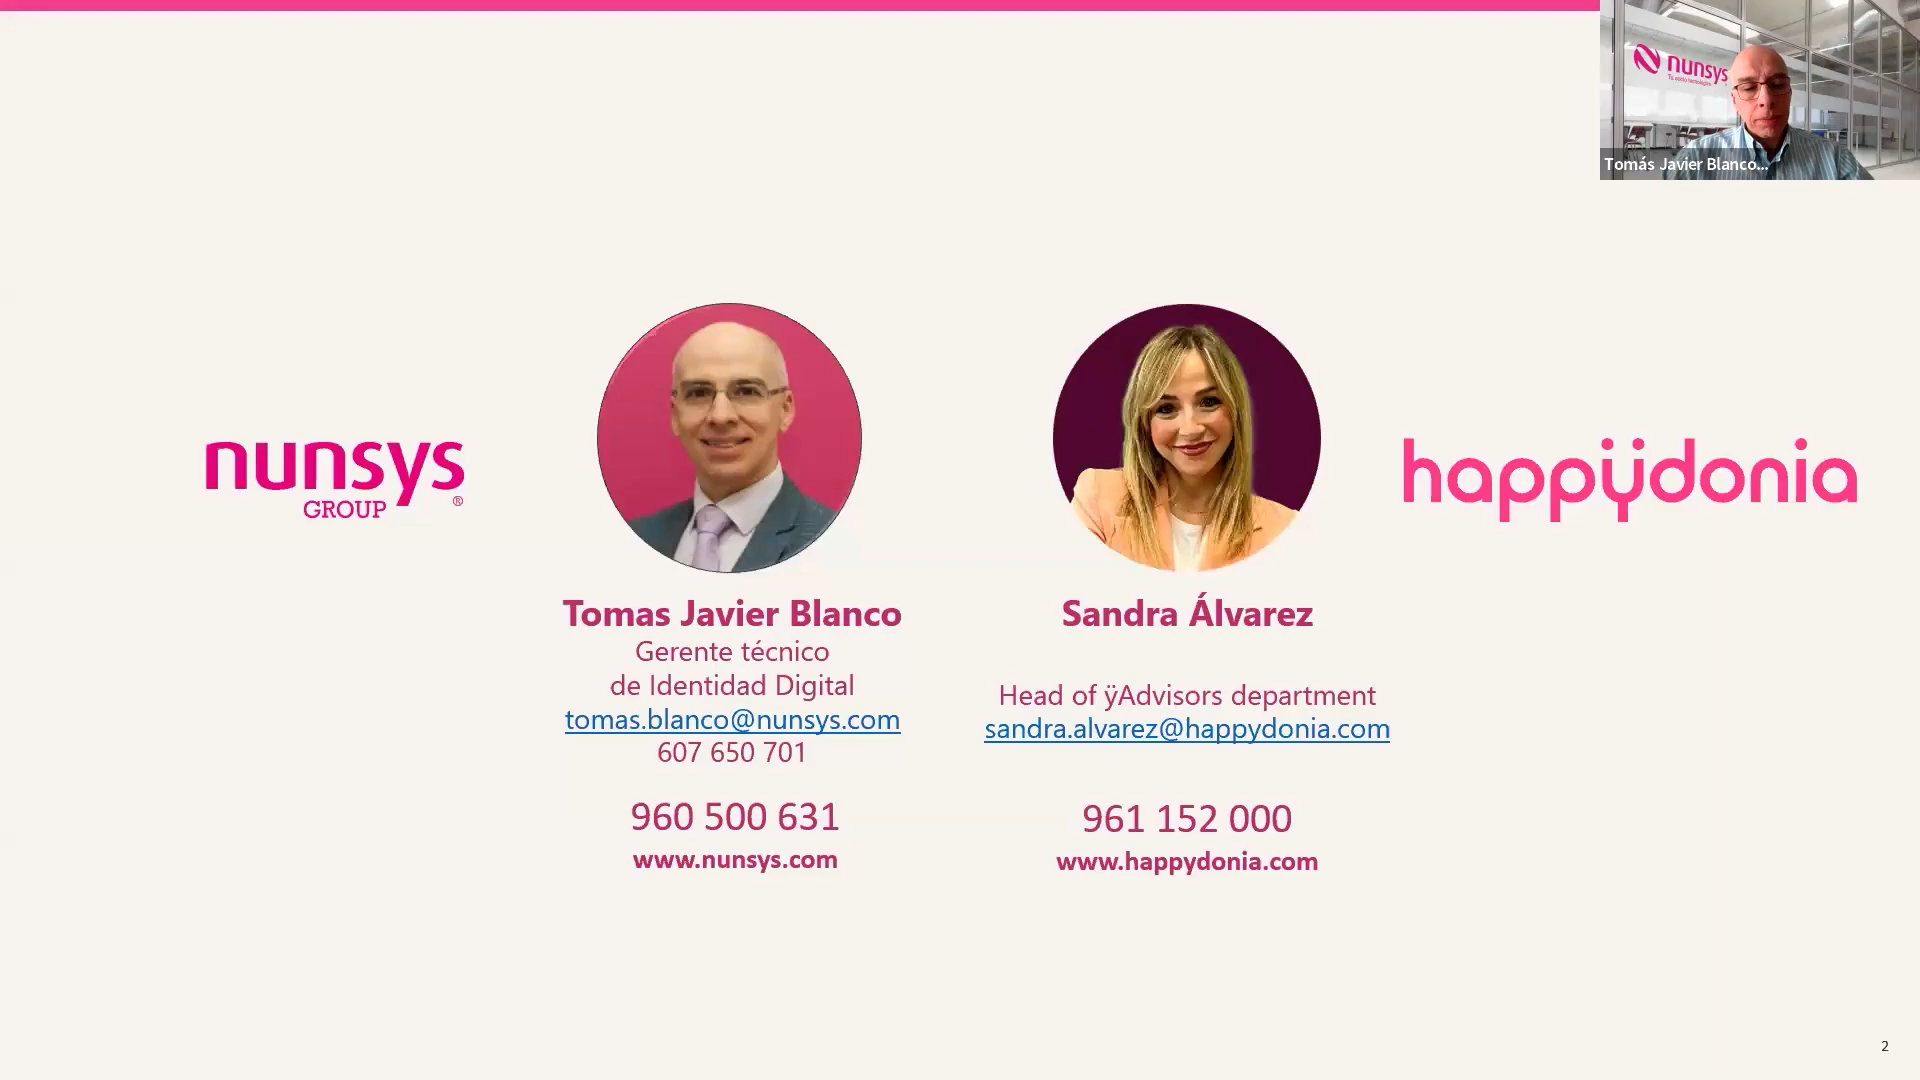 nunsys
Tomás Javier Blanco...
nunsys
GROUP
®
happÿdonia
Tomas Javier Blanco
Gerente técnico
de Identidad Digital
tomas.blanco@nunsys.com
607 650 701
960 500 631
www.nunsys.com
Sandra Álvarez
Head of ÿAdvisors department
sandra.alvarez@happydonia.com
961 152 000
www.happydonia.com
2